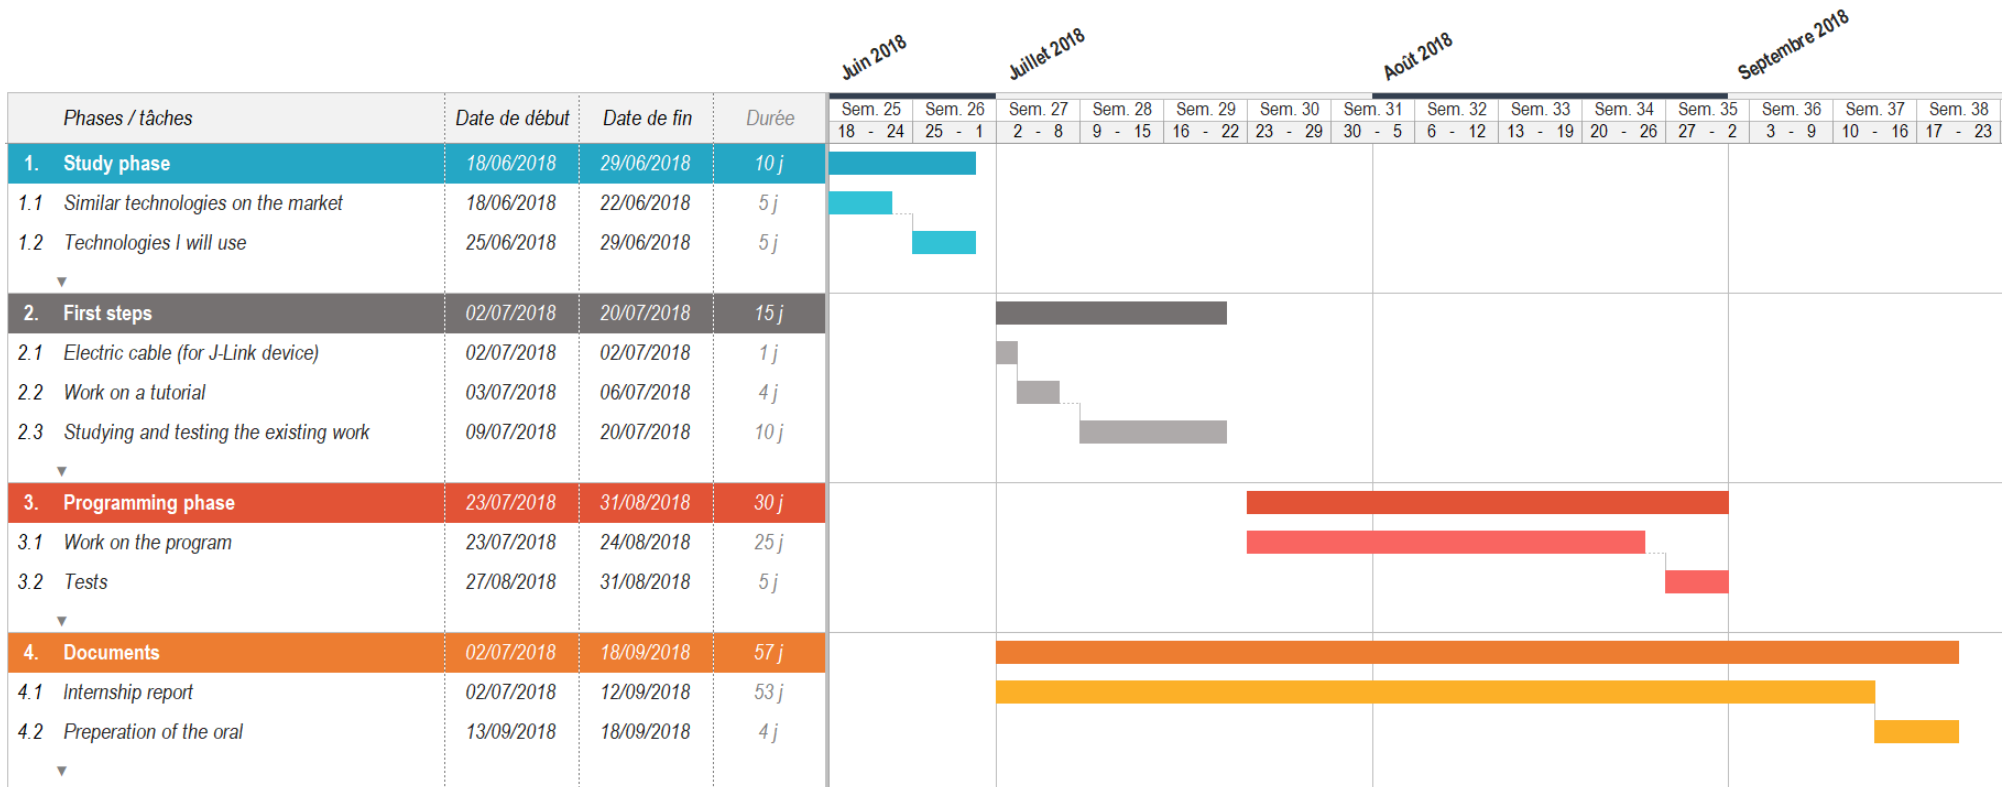 Juin 2018 Juillet 2018 Août 2018 Septembre 2018
Phases / tâches Date de début Date de fin Durée Sem. 25 Sem. 26 Sem. 27 Sem. 28 Sem. 29 Sem. 30 Sem. 31 Sem. 32 Sem. 33 Sem. 34 Sem. 35 Sem. 36 Sem. 37 Sem. 38
18 - 24 25 - 1 2 - 8 9 - 15 16 - 22 23 - 29 30 - 5 6 - 12 13 - 19 20 - 26 27 - 2 3 - 9 10 - 16 17 - 23
1. Study phase 18/06/2018 29/06/2018 10 j
1.1 Similar technologies on the market 18/06/2018 22/06/2018 5 j
1.2 Technologies I will use 25/06/2018 29/06/2018 5 j
2. First steps 02/07/2018 20/07/2018 15 j
2.1 Electric cable (for J-Link device) 02/07/2018 02/07/2018 1 j
2.2 Work on a tutorial 03/07/2018 06/07/2018 4 j
2.3 Studying and testing the existing work 09/07/2018 20/07/2018 10 j
3. Programming phase 23/07/2018 31/08/2018 30 j
3.1 Work on the program 23/07/2018 24/08/2018 25 j
3.2 Tests 27/08/2018 31/08/2018 5 j
4. Documents 02/07/2018 18/09/2018 57 j
4.1 Internship report 02/07/2018 12/09/2018 53 j
4.2 Preperation of the oral 13/09/2018 18/09/2018 4 j